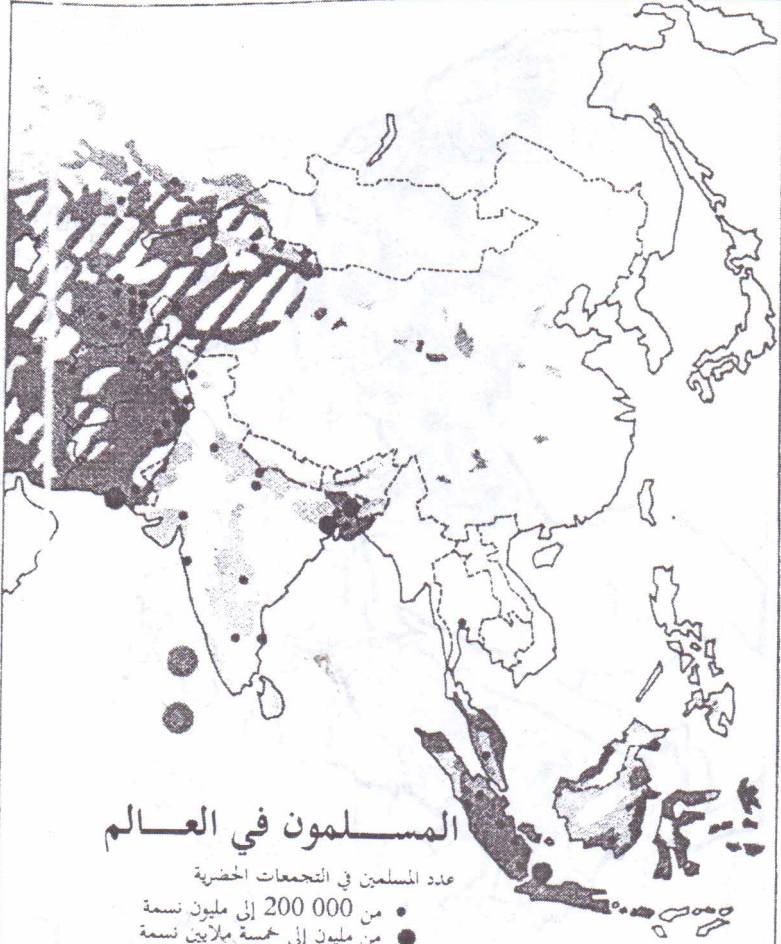 المسلمون في العالم
عدد المسلمين في التجمعات الحضرية
من 200 000 إلى مليون نسمة
من مليون إلى خمسة ملايين نسمة